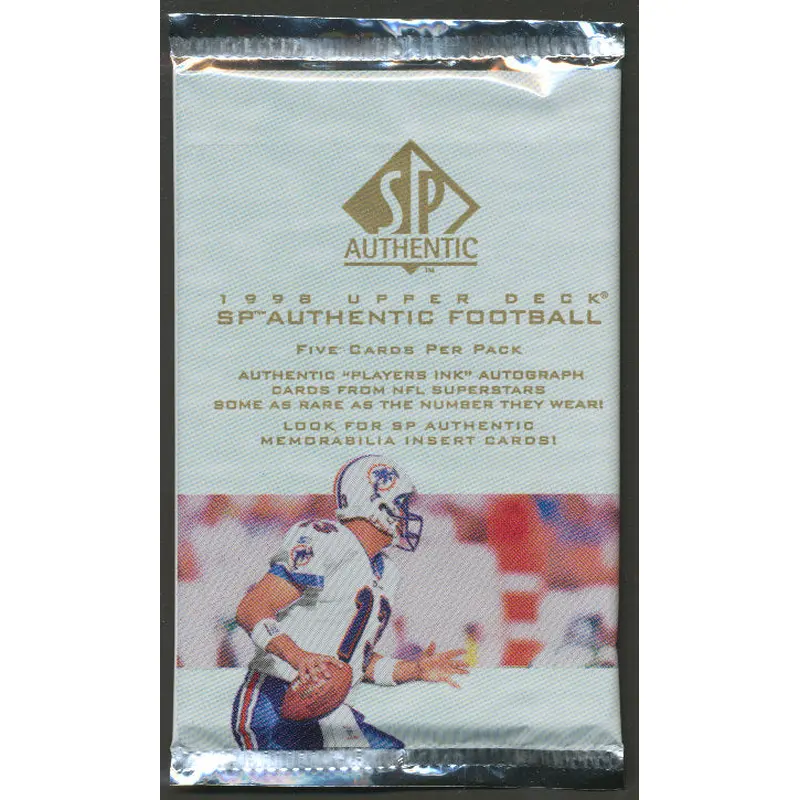 SP
AUTHENTIC
™
1998 UPPER DECK®
SP™ AUTHENTIC FOOTBALL
FIVE CARDS PER PACK
AUTHENTIC "PLAYERS INK" AUTOGRAPH
CARDS FROM NFL SUPERSTARS
SOME AS RARE AS THE NUMBER THEY WEAR!
LOOK FOR SP AUTHENTIC
MEMORABILIA INSERT CARDS!
13